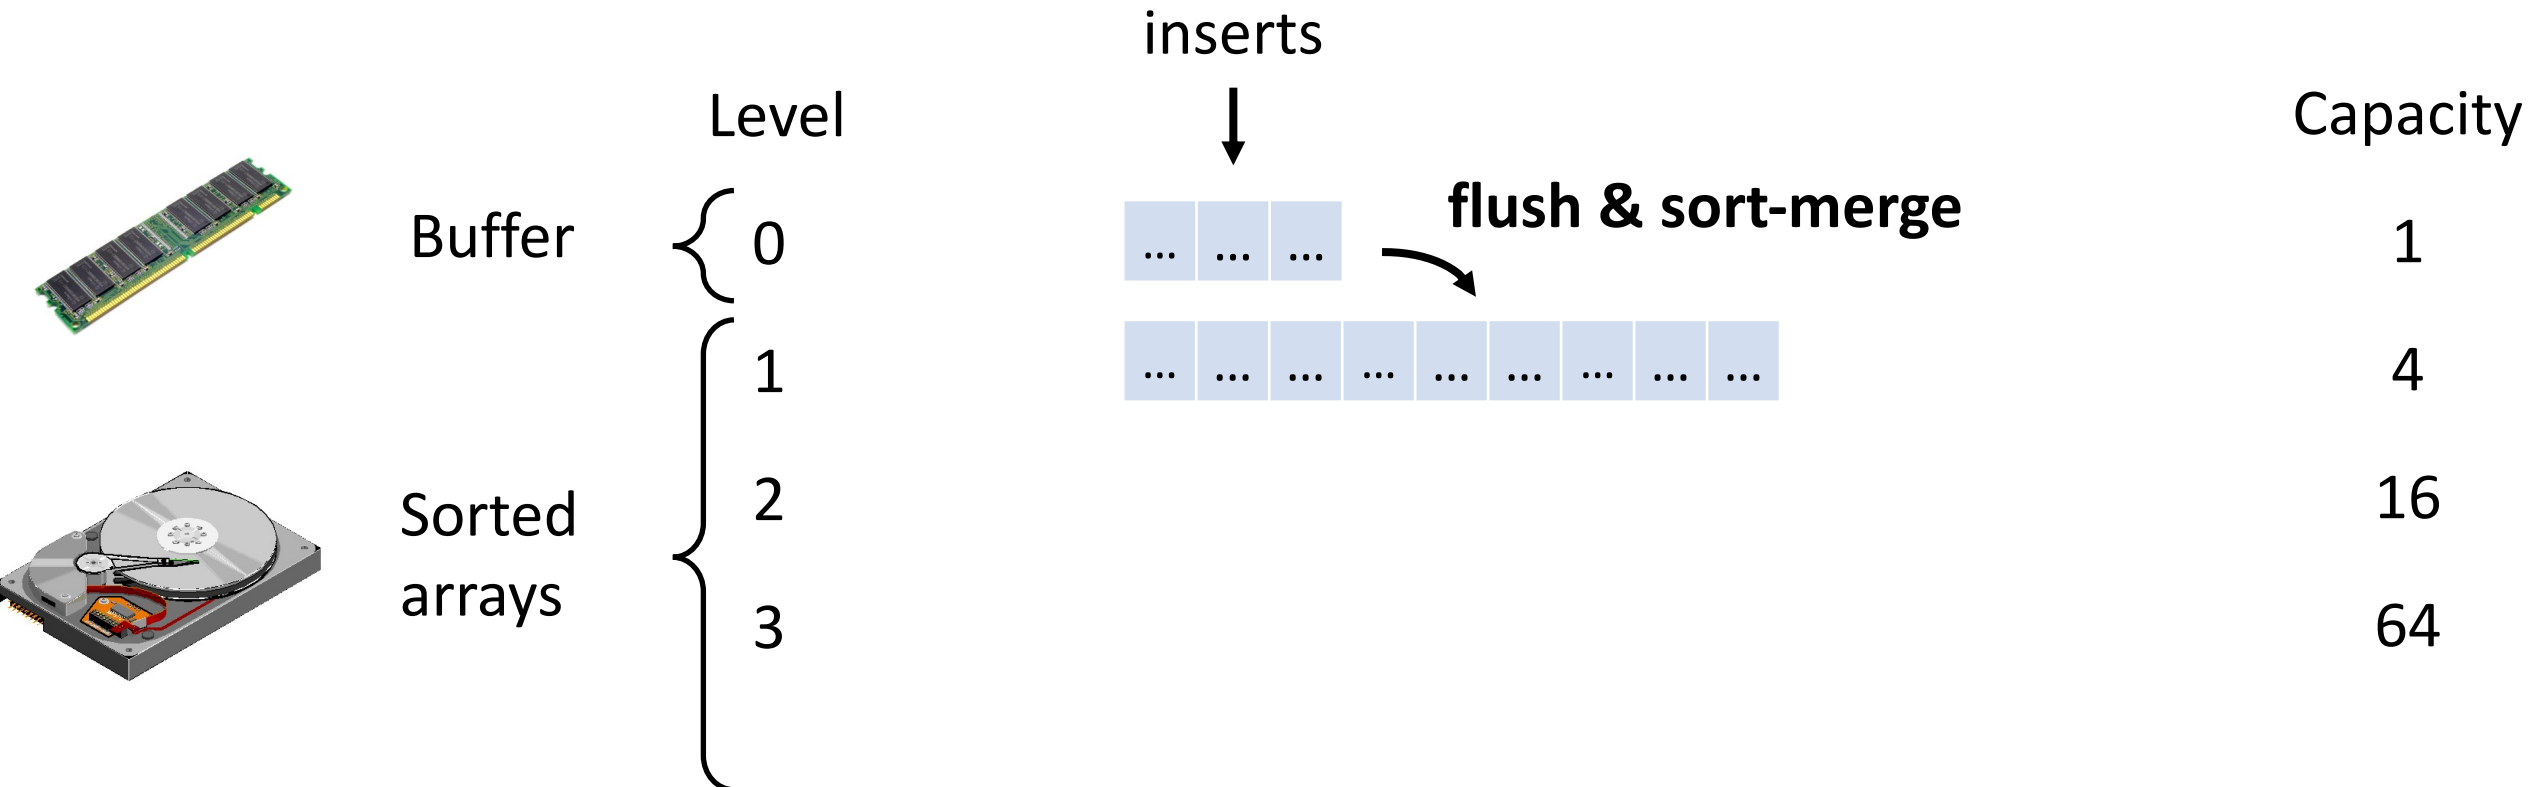 inserts
Level
Capacity
Buffer
0
... ... ...
flush & sort-merge
1
1
... ... ... ... ... ... ... ... ...
4
Sorted
arrays
2
16
3
64